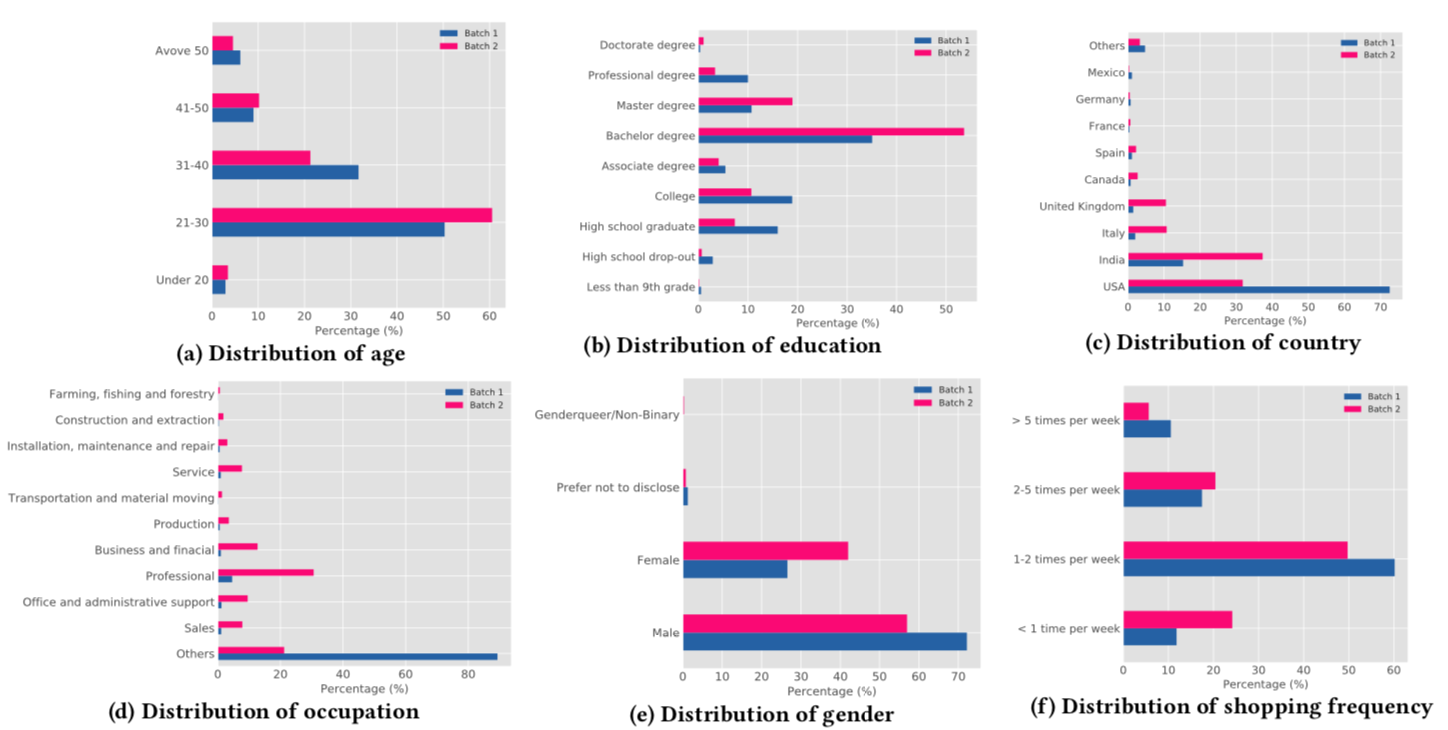 Avove 50
41-50
31-40
21-30
Under 20
0 10 20 30 40 50 60
Percentage (%)
Batch 1
Batch 2
(a) Distribution of age
Doctorate degree
Professional degree
Master degree
Bachelor degree
Associate degree
College
High school graduate
High school drop-out
Less than 9th grade
0 10 20 30 40 50
Percentage (%)
Batch 1
Batch 2
(b) Distribution of education
Others
Mexico
Germany
France
Spain
Canada
United Kingdom
Italy
India
USA
0 10 20 30 40 50 60 70
Percentage (%)
Batch 1
Batch 2
(c) Distribution of country
Farming, fishing and forestry
Construction and extraction
Installation, maintenance and repair
Service
Transportation and material moving
Production
Business and finacial
Professional
Office and administrative support
Sales
Others
0 20 40 60 80
Percentage (%)
Batch 1
Batch 2
(d) Distribution of occupation
Genderqueer/Non-Binary
Prefer not to disclose
Female
Male
0 10 20 30 40 50 60 70
Percentage (%)
Batch 1
Batch 2
(e) Distribution of gender
> 5 times per week
2-5 times per week
1-2 times per week
< 1 time per week
0 10 20 30 40 50 60
Percentage (%)
Batch 1
Batch 2
(f) Distribution of shopping frequency